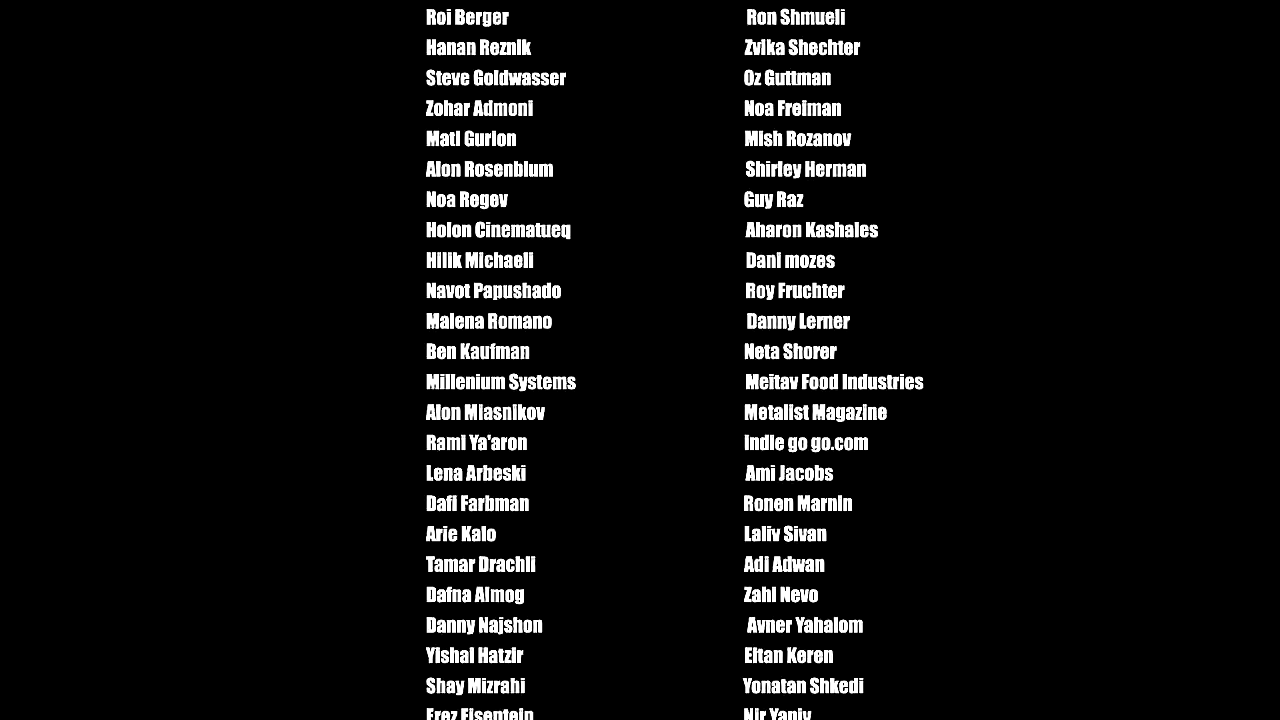 Roi Berger Ron Shmueli
Hanan Reznik Zvika Shechter
Steve Goldwasser Oz Guttman
Zohar Admoni Noa Freiman
Mati Gurion Mish Rozanov
Alon Rosenblum Shirley Herman
Noa Regev Guy Raz
Holon Cinematueq Aharon Kashales
Hilik Michaeli Dani mozes
Navot Papushado Roy Fruchter
Malena Romano Danny Lerner
Ben Kaufman Neta Shorer
Millenium Systems Meitav Food Industries
Alon Miasnikov Metalist Magazine
Rami Ya'aron Indie go go.com
Lena Arbeski Ami Jacobs
Dafi Farbman Ronen Marnin
Arie Kalo Laliv Sivan
Tamar Drachli Adi Adwan
Dafna Almog Zahi Nevo
Danny Najshon Avner Yahalom
Yishai Hatzir Eitan Keren
Shay Mizrahi Yonatan Shkedi
Erez Eisentein Nir Yaniv